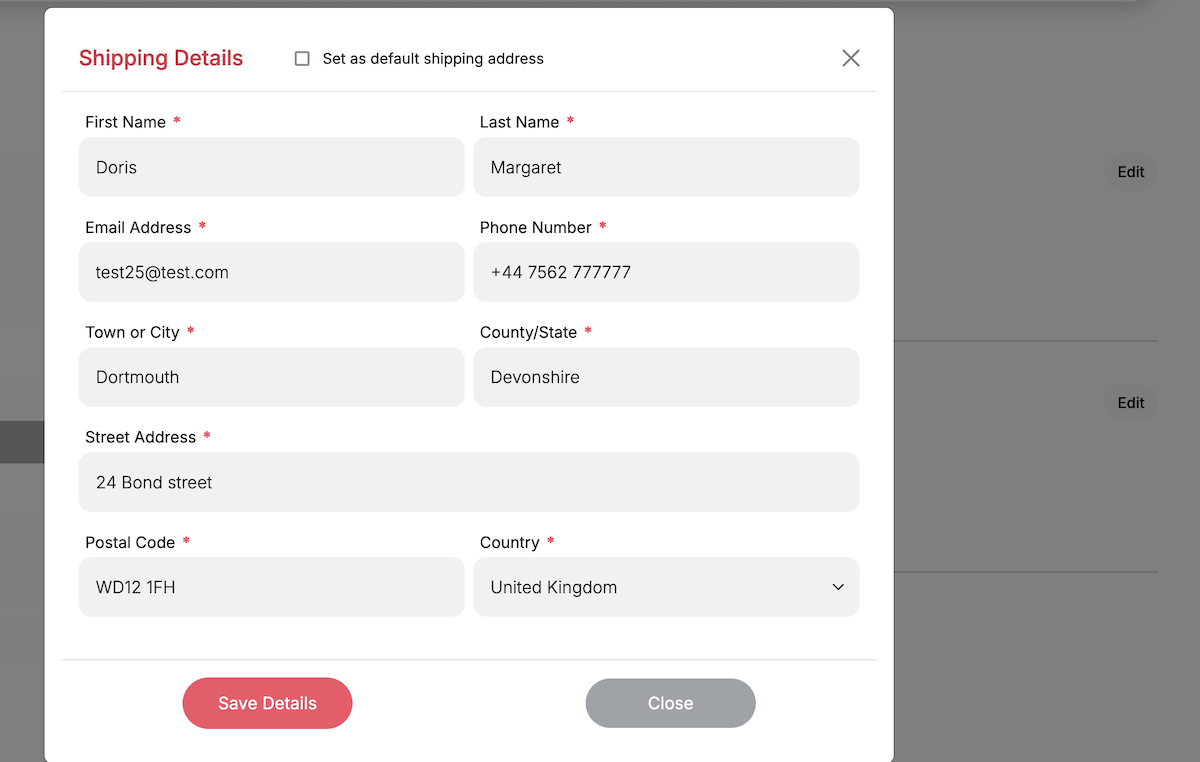 Shipping Details
Set as default shipping address
First Name *
Last Name *
Doris
Margaret
Edit
Email Address *
Phone Number *
test25@test.com
+44 7562 777777
Town or City *
County/State *
Dortmouth
Devonshire
Edit
Street Address *
24 Bond street
Postal Code *
Country *
WD12 1FH
United Kingdom
Save Details
Close